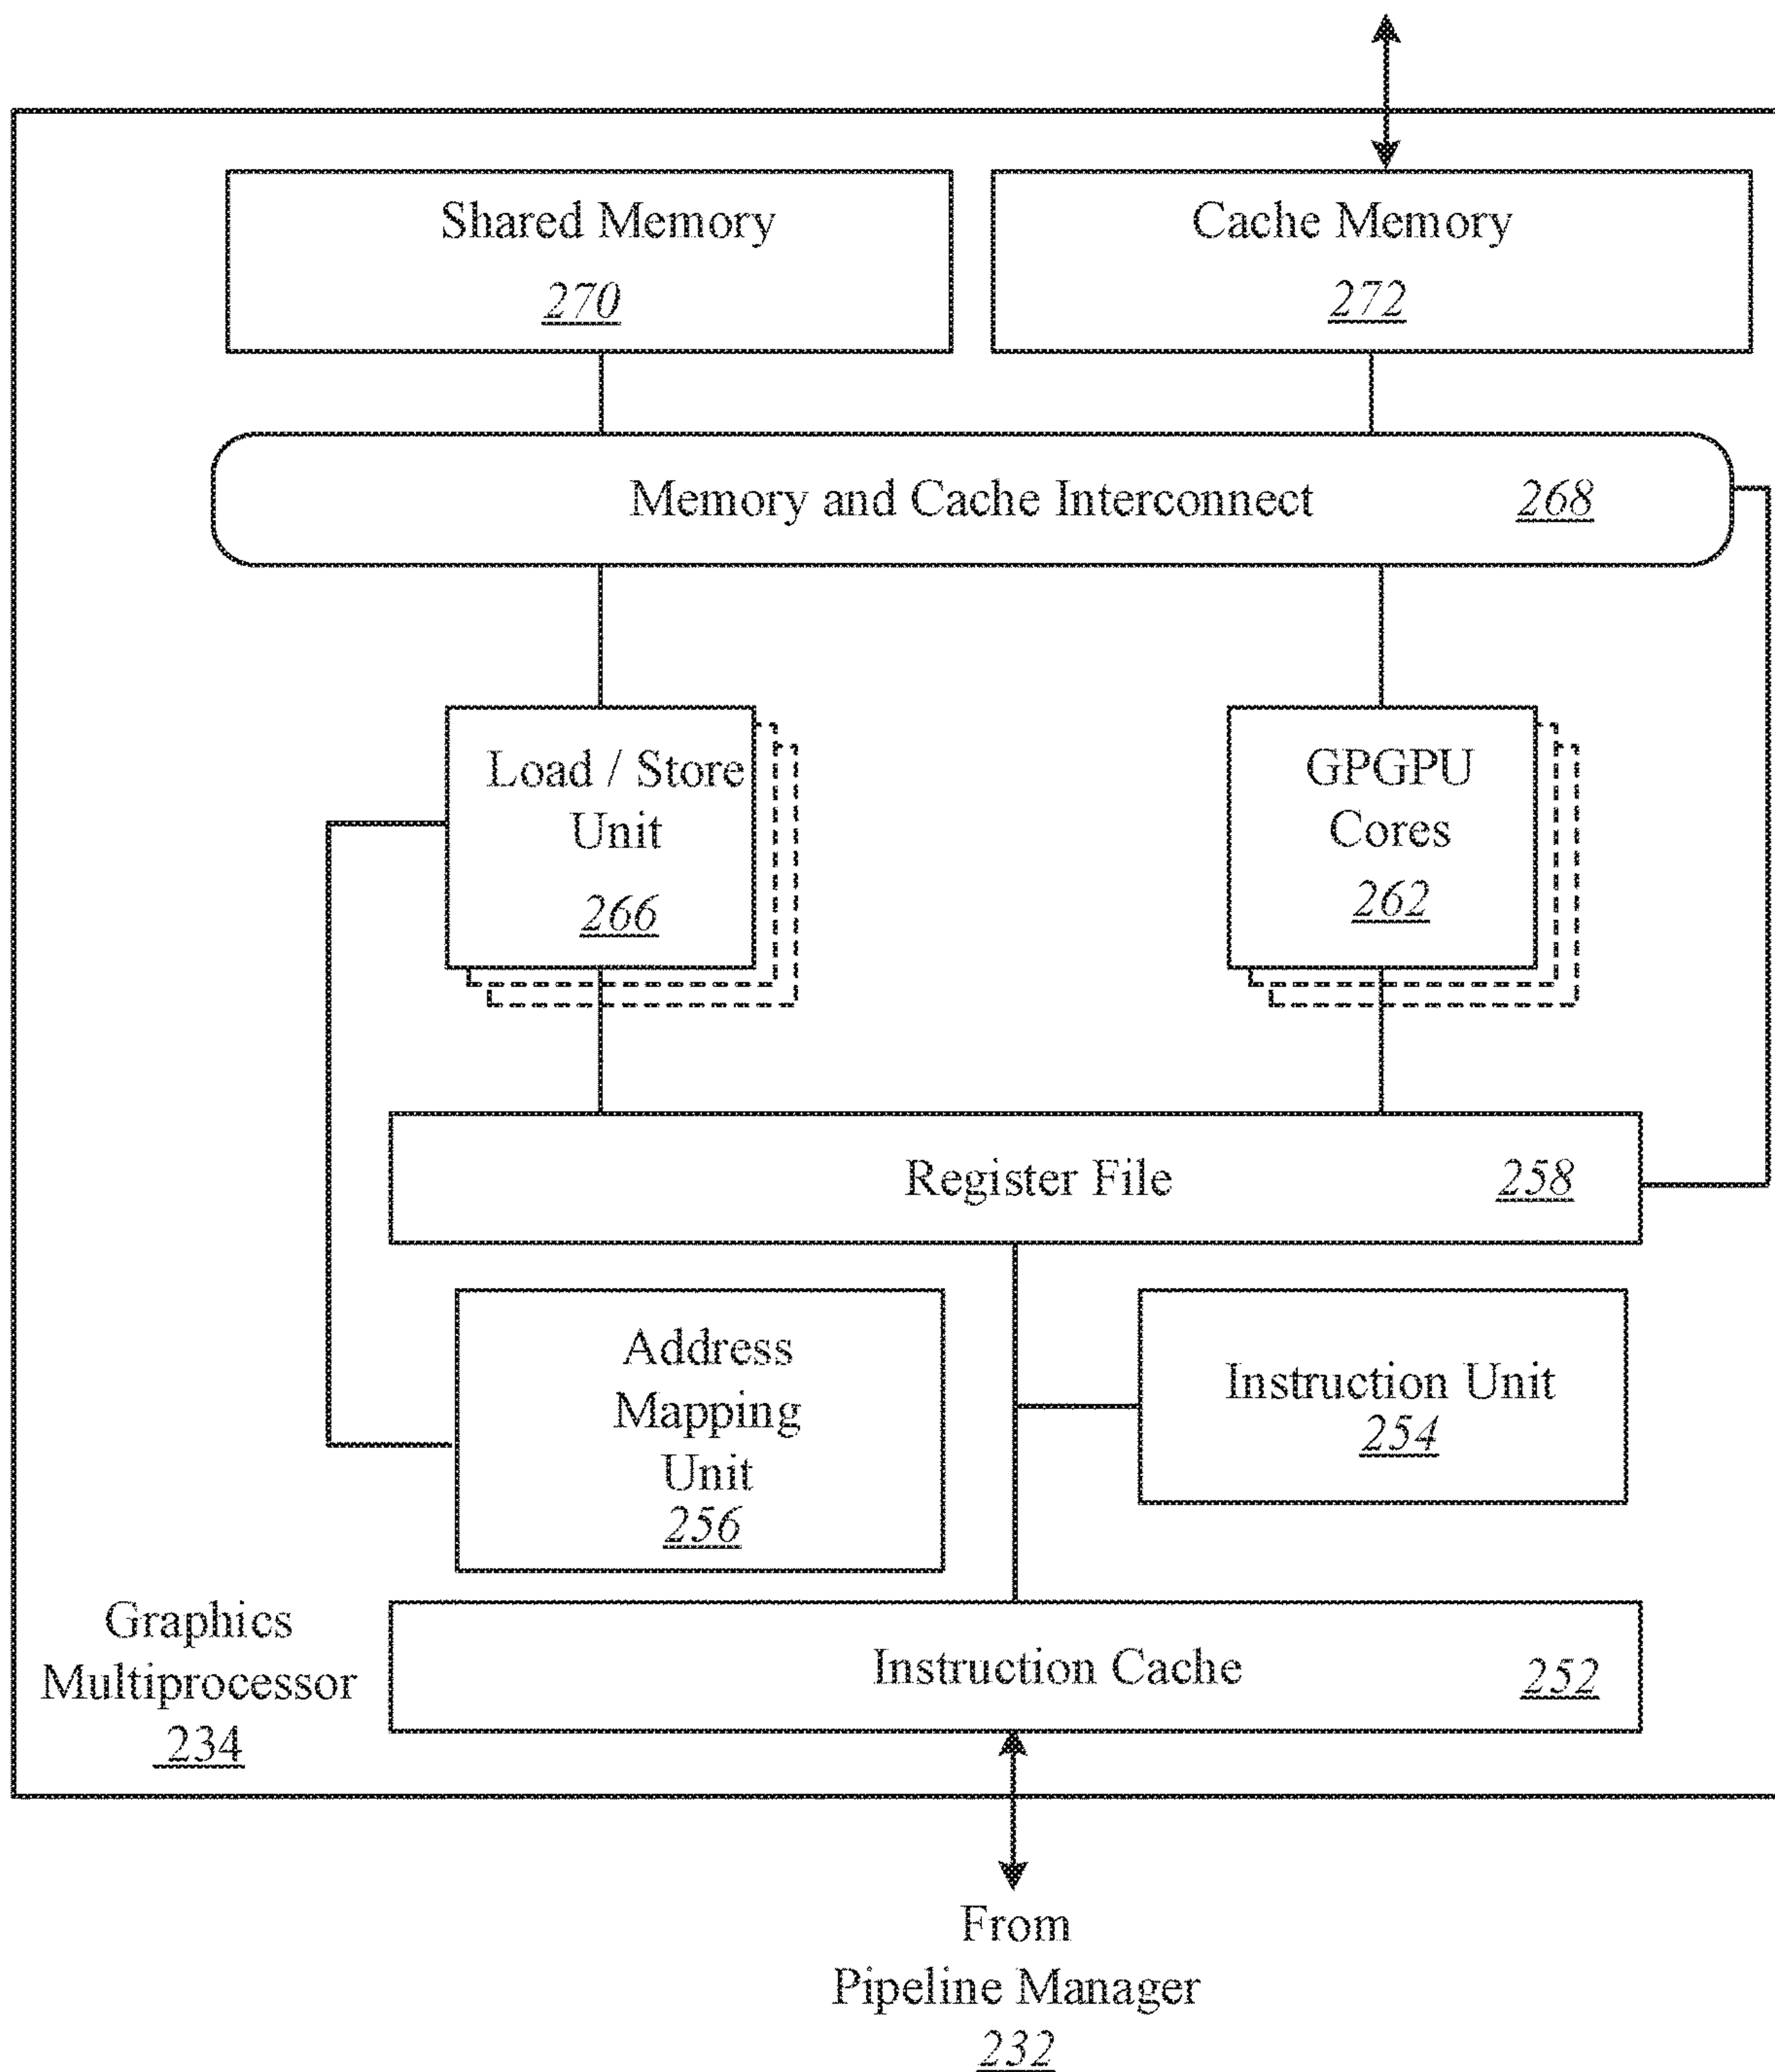 Shared Memory
270
Cache Memory
272
Memory and Cache Interconnect 268
Load / Store
Unit
266
GPGPU
Cores
262
Register File 258
Address
Mapping
Unit
256
Instruction Unit
254
Graphics
Multiprocessor
234
Instruction Cache 252
From
Pipeline Manager
232